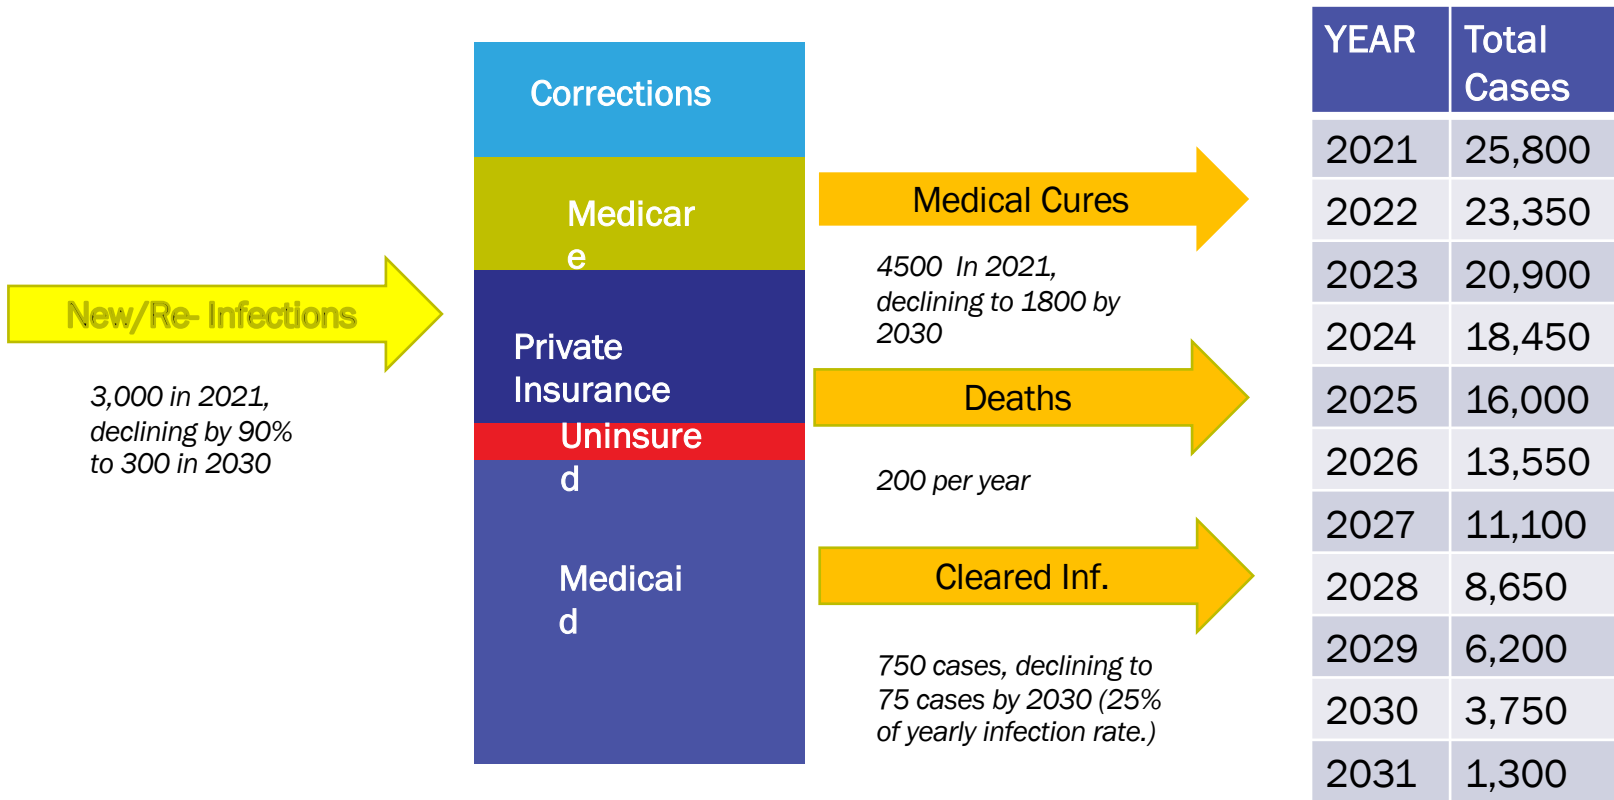 New/Re- Infections
3,000 in 2021,
declining by 90%
to 300 in 2030
Corrections
Medicar
e
Private
Insurance
Uninsure
d
Medicaid
d
Medical Cures
4500 In 2021,
declining to 1800 by
2030
Deaths
200 per year
Cleared Inf.
750 cases, declining to
75 cases by 2030 (25%
of yearly infection rate.)
YEAR Total
Cases
2021 25,800
2022 23,350
2023 20,900
2024 18,450
2025 16,000
2026 13,550
2027 11,100
2028 8,650
2029 6,200
2030 3,750
2031 1,300